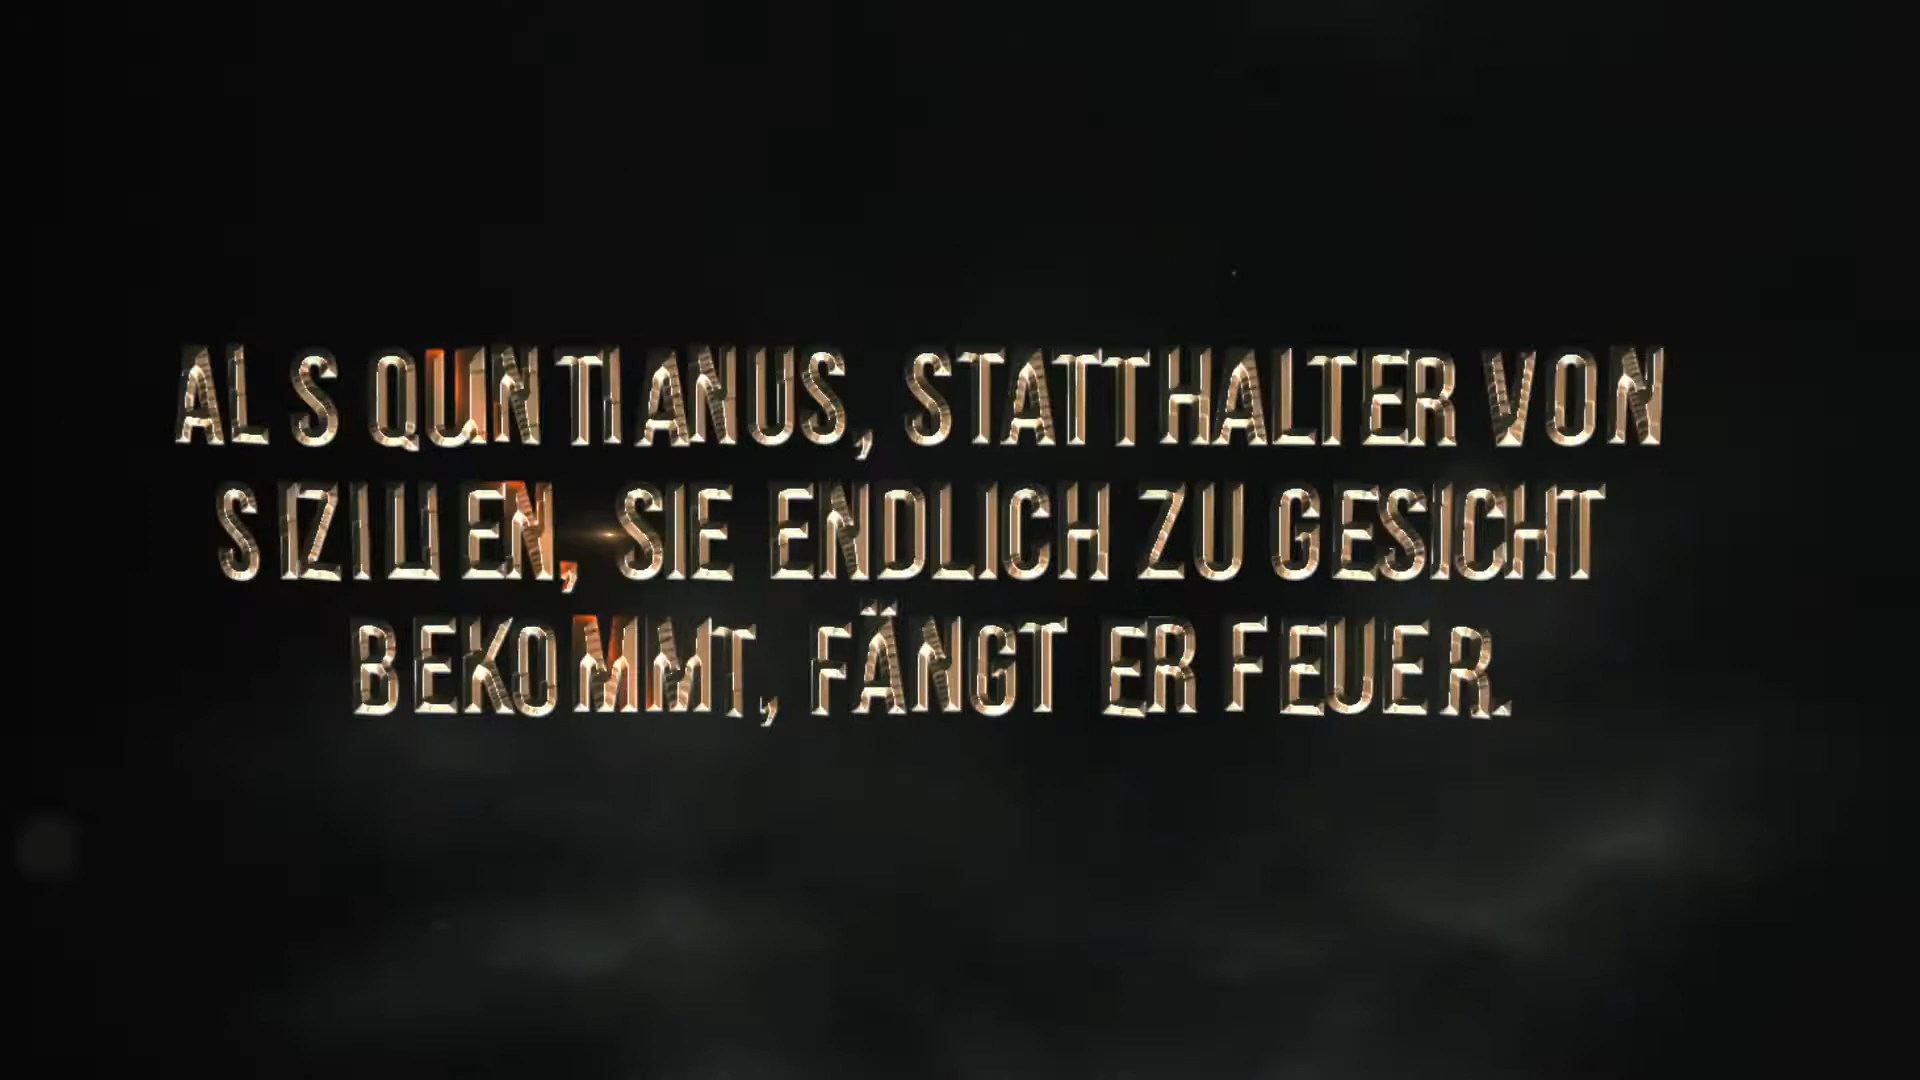 ALS QUINTIANUS, STATTHALTER VON
SIZILIEN, SIE ENDLICH ZU GESICHT
BEKOMMT, FÄNGT ER FEUER.